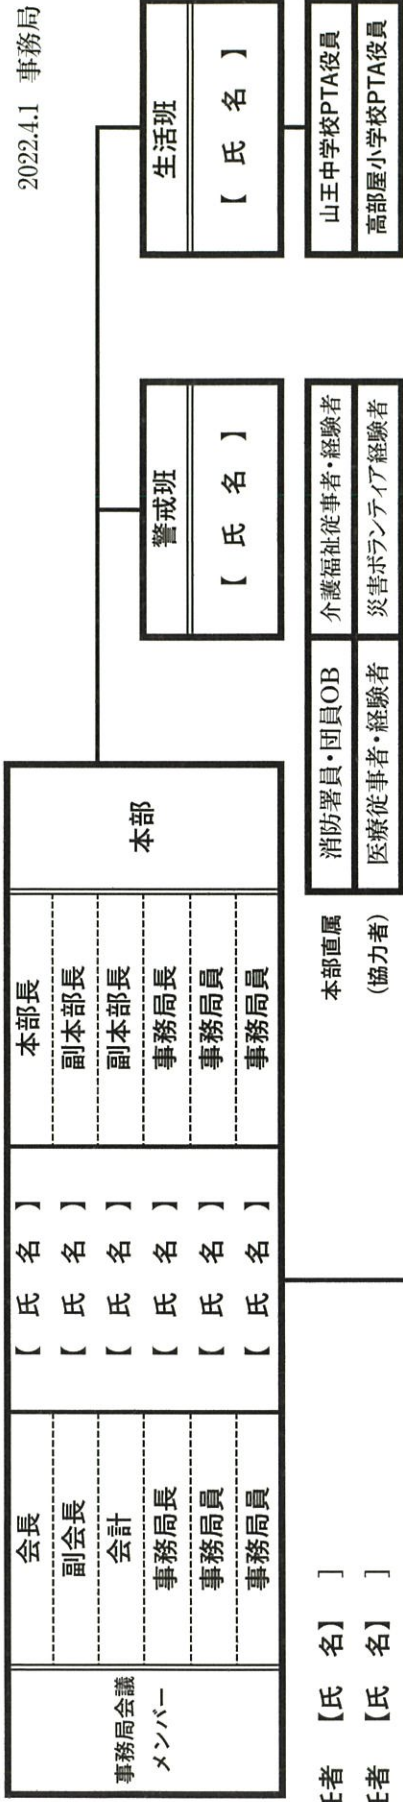 2022.4.1 事務局
事務局会議
メンバー
会長 【 氏 名 】 本部長
副会長 【 氏 名 】 副本部長
会計 【 氏 名 】 副本部長
事務局長 【 氏 名 】 事務局長
事務局員 【 氏 名 】 事務局員
事務局員 【 氏 名 】 事務局員
本部
警戒班
【 氏 名 】
生活班
【 氏 名 】
本部直属
(協力者)
消防署員・団員OB 介護福祉従事者・経験者
医療従事者・経験者 災害ボランティア経験者
山王中学校PTA役員
高部屋小学校PTA役員
者 【氏 名】 ]
者 【氏 名】 ]